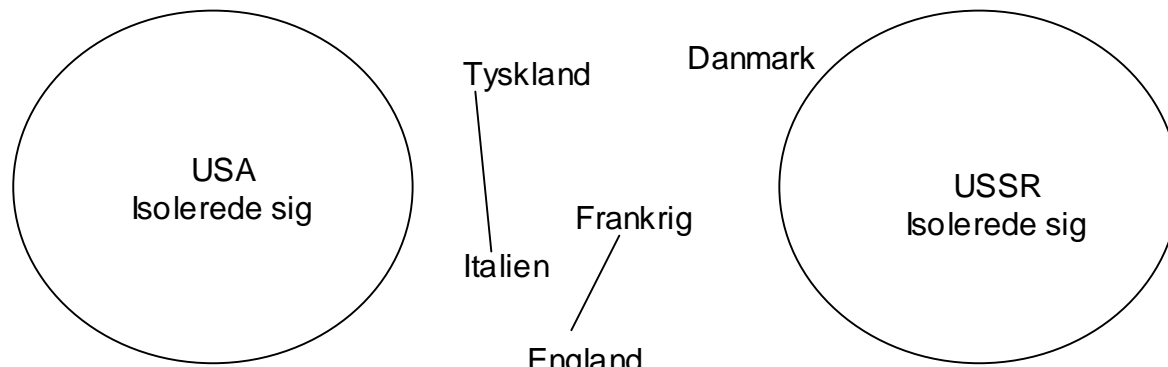 Danmark
Tyskland
USA
Isolerede sig
USSR
Isolerede sig
Frankrig
Italien
England